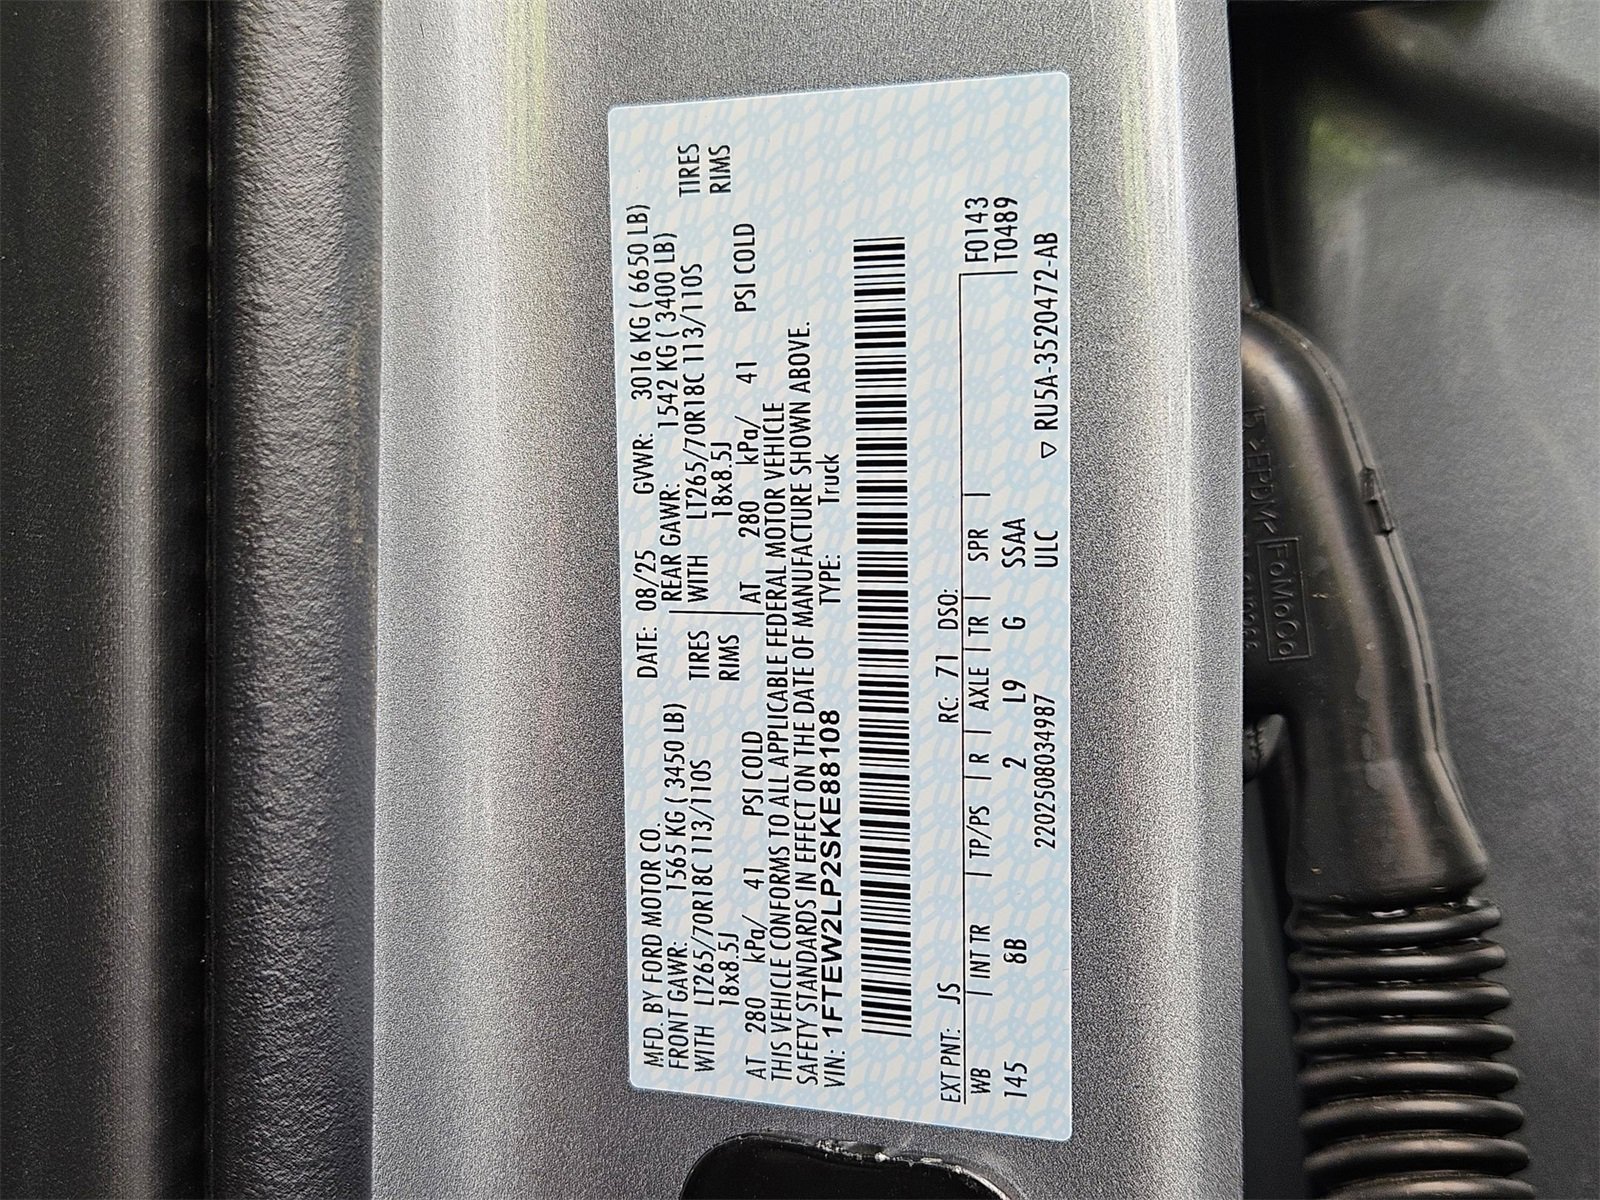 MFD. BY FORD MOTOR CO. DATE: 08/25 GVWR: 3016 KG ( 6650 LB)
FRONT GAWR: 1565 KG ( 3450 LB) REAR GAWR: 1542 KG ( 3400 LB)
WITH LT265/70R18C 113/110S TIRES WITH LT265/70R18C 113/110S TIRES
18x8.5J RIMS 18x8.5J RIMS
AT 280 kPa/ 41 PSI COLD AT 280 kPa/ 41 PSI COLD
THIS VEHICLE CONFORMS TO ALL APPLICABLE FEDERAL MOTOR VEHICLE
SAFETY STANDARDS IN EFFECT ON THE DATE OF MANUFACTURE SHOWN ABOVE.
VIN: 1FTEW2LP2SKE88108 TYPE: Truck
EXT PNT: JS RC: 71 DSO:
WB INT TR TP/PS R AXLE TR SPR F0143
145 8B 2 L9 G SSAA T0489
2202508034987 ULC ▽ RU5A-3520472-AB
>EPDM<
FoMoCo